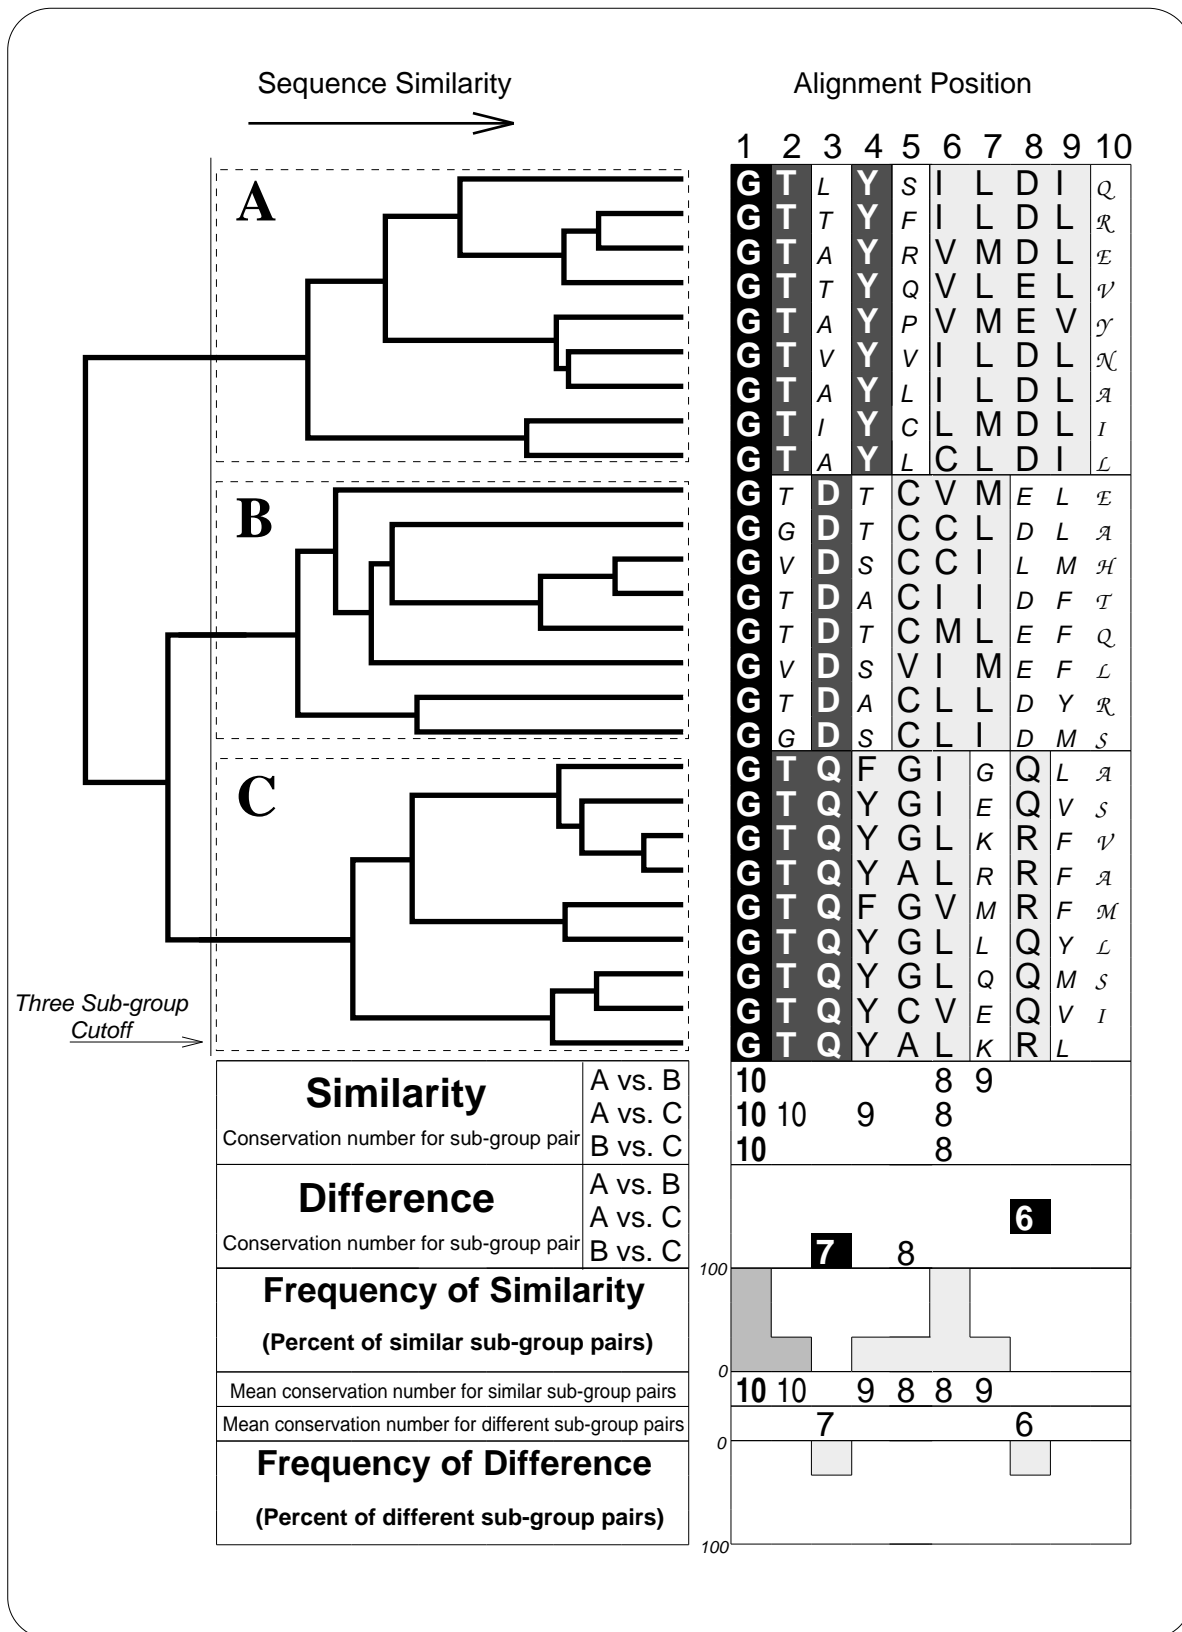 Sequence Similarity
Alignment Position
1 2 3 4 5 6 7 8 9 10
A
G T L Y S I L D I Q
G T T Y F I L D L R
G T A Y R V M D L E
G T T Y Q V L E L V
G T A Y P V M E V Y
G T V Y V I L D L N
G T A Y L I L D L A
G T I Y C L M D L I
G T A Y L C L D I L
B
G T D T C V M E L E
G G D T C C L D L A
G V D S C C I L M H
G T D A C I I D F T
G T D T C M L E F Q
G V D S V I M E F L
G T D A C L L D Y R
G G D S C L I D M S
C
G T Q F G I G Q L A
G T Q Y G I E Q V S
G T Q Y G L K R F V
G T Q Y A L R R F A
G T Q F G V M R F M
G T Q Y G L L Q Y L
G T Q Y G L Q Q M S
G T Q Y C V E Q V I
G T Q Y A L K R L
Three Sub-group
Cutoff
Similarity
Conservation number for sub-group pair
A vs. B
A vs. C
B vs. C
10 8 9
10 10 9 8
10 8
Difference
Conservation number for sub-group pair
A vs. B
A vs. C
B vs. C
6
7 8
Frequency of Similarity
(Percent of similar sub-group pairs)
100
0
Mean conservation number for similar sub-group pairs
10 10 9 8 8 9
Mean conservation number for different sub-group pairs
7 6
Frequency of Difference
(Percent of different sub-group pairs)
0
100